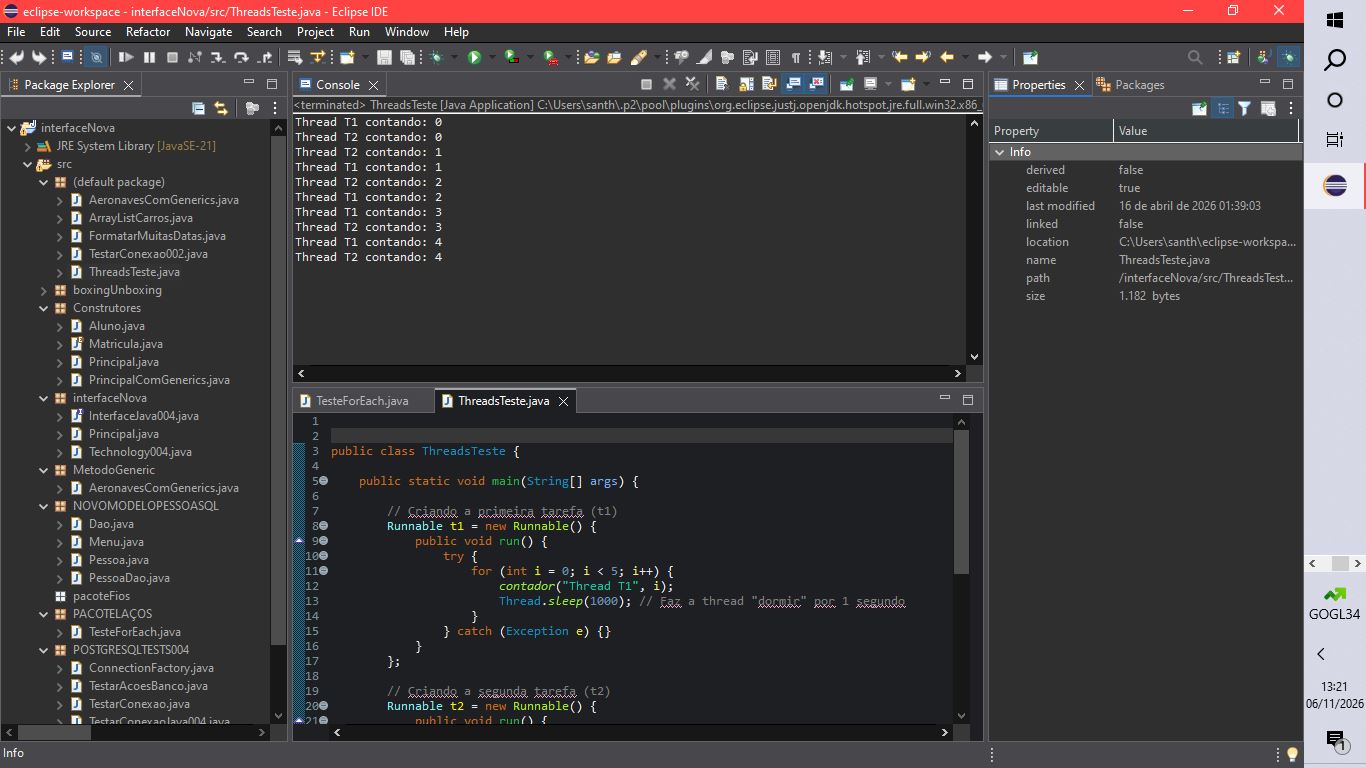 eclipse-workspace - interfaceNova/src/ThreadsTeste.java - Eclipse IDE
File Edit Source Refactor Navigate Search Project Run Window Help
Package Explorer
interfaceNova
JRE System Library [JavaSE-21]
src
(default package)
AeronavesComGenerics.java
ArrayListCarros.java
FormatarMuitasDatas.java
TestarConexao002.java
ThreadsTeste.java
boxingUnboxing
Construtores
Aluno.java
Matricula.java
Principal.java
PrincipalComGenerics.java
interfaceNova
InterfaceJava004.java
Principal.java
Technology004.java
MetodoGeneric
AeronavesComGenerics.java
NOVOMODELOPESSOASQL
Dao.java
Menu.java
Pessoa.java
PessoaDao.java
pacoteFios
PACOTELAÇOS
TesteForEach.java
POSTGRESQLTESTS004
ConnectionFactory.java
TestarAcoesBanco.java
TestarConexao.java
TestarConexaoJava004.java
Console
<terminated> ThreadsTeste [Java Application] C:\Users\santh\.p2\pool\plugins\org.eclipse.justj.openjdk.hotspot.jre.full.win32.x86_
Thread T1 contando: 0
Thread T2 contando: 0
Thread T2 contando: 1
Thread T1 contando: 1
Thread T2 contando: 2
Thread T1 contando: 2
Thread T1 contando: 3
Thread T2 contando: 3
Thread T1 contando: 4
Thread T2 contando: 4
TesteForEach.java ThreadsTeste.java
1
2
3 public class ThreadsTeste {
4
5 public static void main(String[] args) {
6
7 // Criando a primeira tarefa (t1)
8 Runnable t1 = new Runnable() {
9 public void run() {
10 try {
11 for (int i = 0; i < 5; i++) {
12 contador("Thread T1", i);
13 Thread.sleep(1000); // Faz a thread "dormir" por 1 segundo
14 }
15 } catch (Exception e) {}
16 }
17 };
18
19 // Criando a segunda tarefa (t2)
20 Runnable t2 = new Runnable() {
21 public void run() {
Properties Packages
Property Value
Info
derived false
editable true
last modified 16 de abril de 2026 01:39:03
linked false
location C:\Users\santh\eclipse-workspa...
name ThreadsTeste.java
path /interfaceNova/src/ThreadsTest...
size 1.182 bytes
Info
GOGL34
13:21
06/11/2026
1